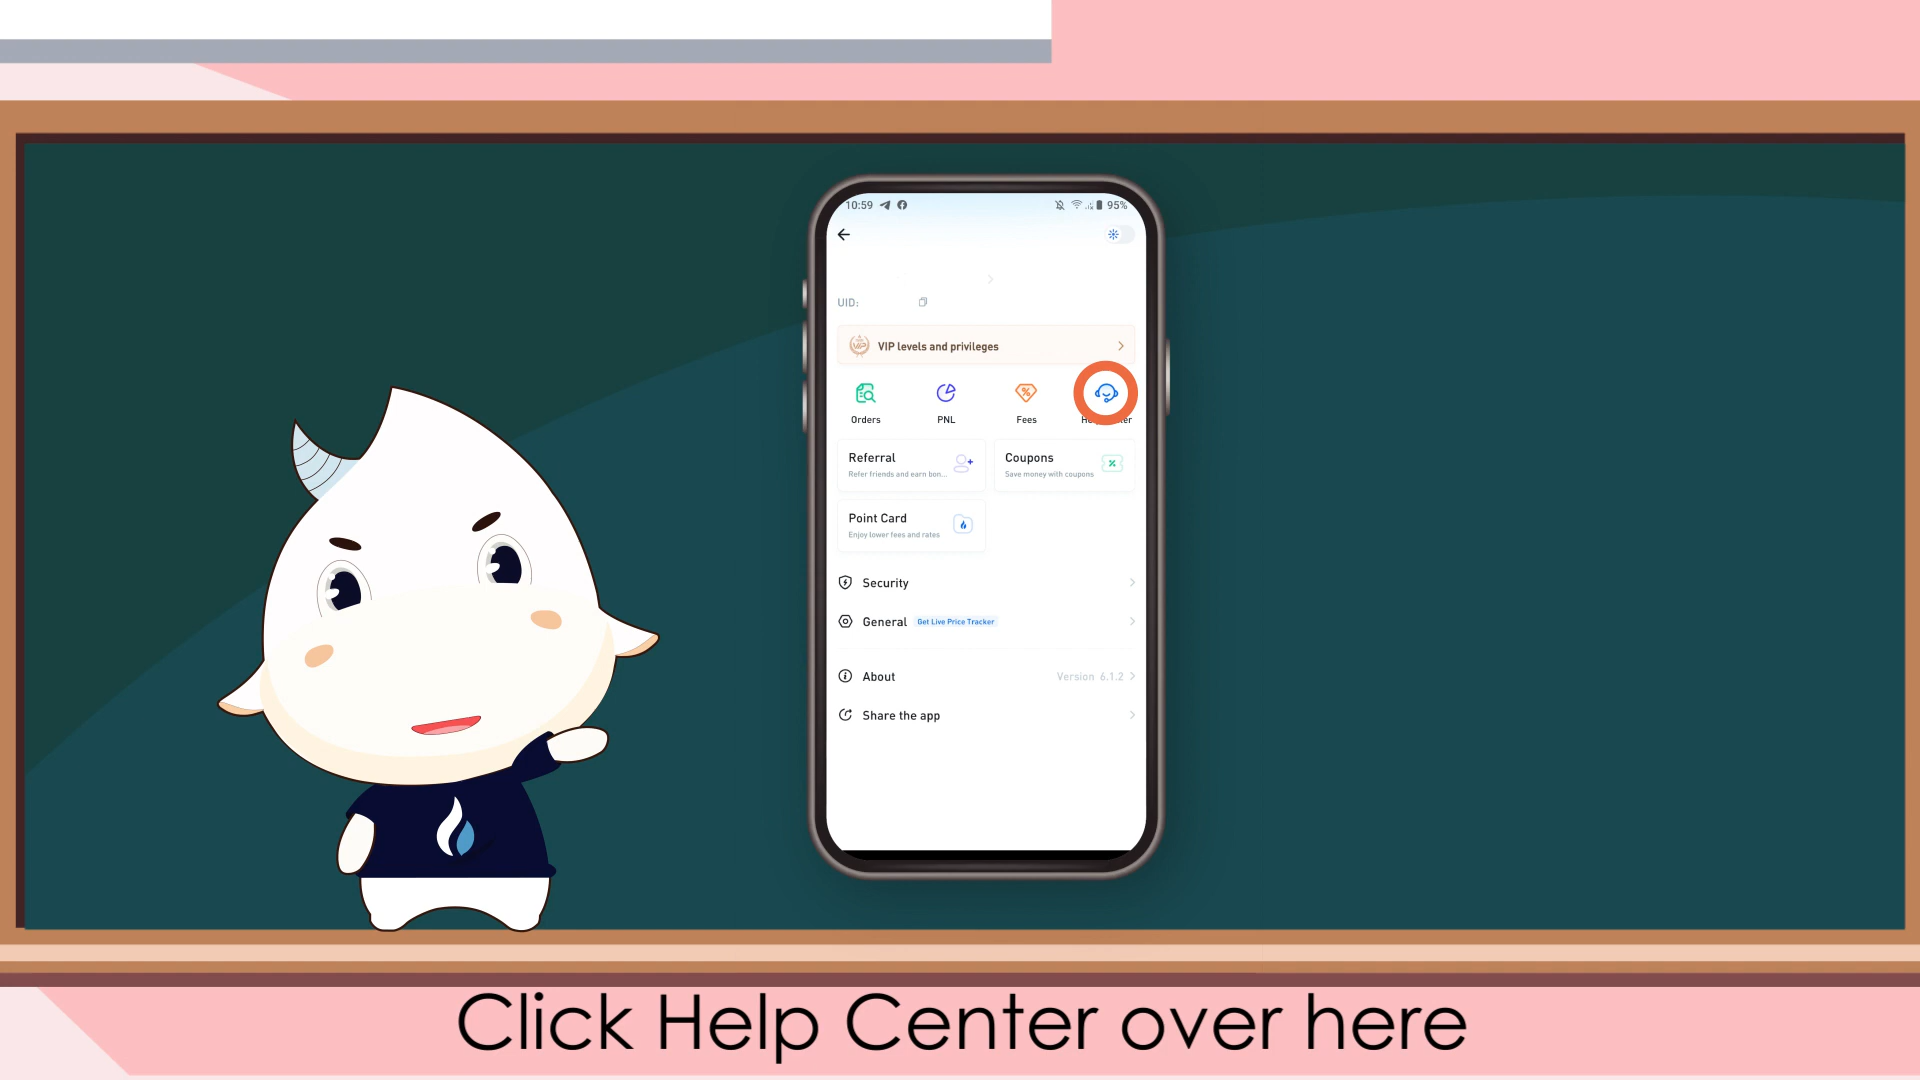 10:59
95%
UID:
VIP levels and privileges
Orders
PNL
Fees
Referral
Refer friends and earn bon...
Coupons
Save money with coupons
Point Card
Enjoy lower fees and rates
Security
General Get Live Price Tracker
About
Version 6.1.2
Share the app
Click Help Center over here